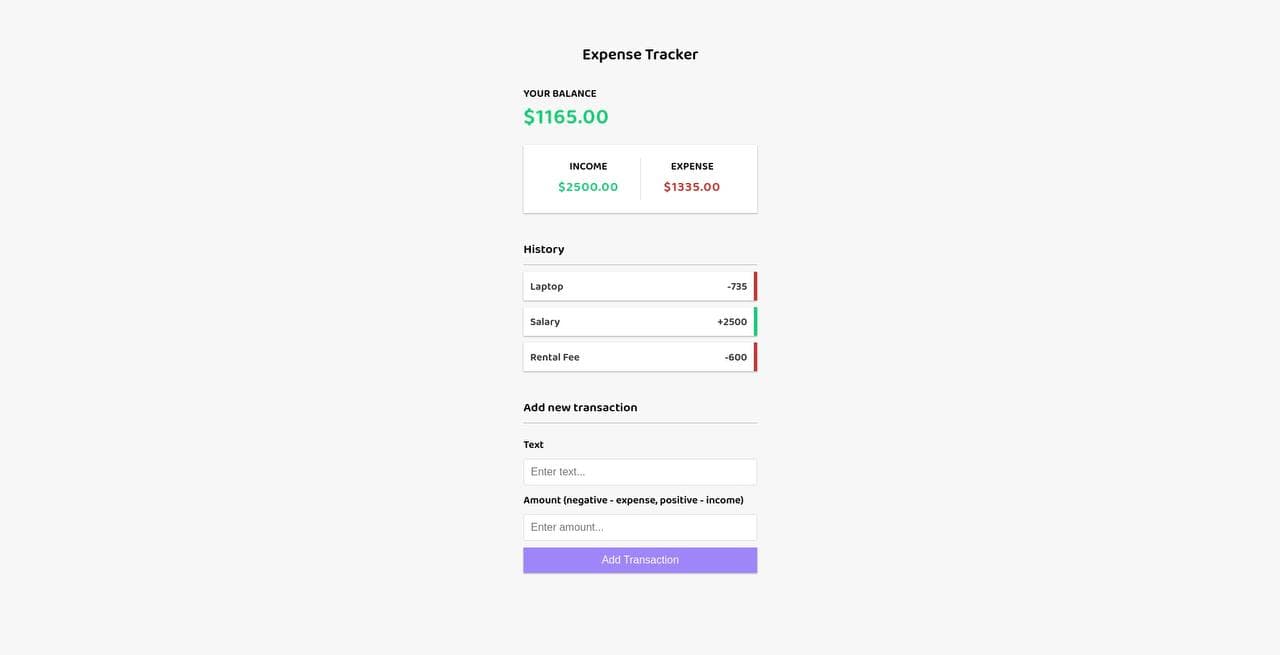 Expense Tracker
YOUR BALANCE
$1165.00
INCOME EXPENSE
$2500.00 $1335.00
History
Laptop -735
Salary +2500
Rental Fee -600
Add new transaction
Text
Enter text...
Amount (negative - expense, positive - income)
Enter amount...
Add Transaction